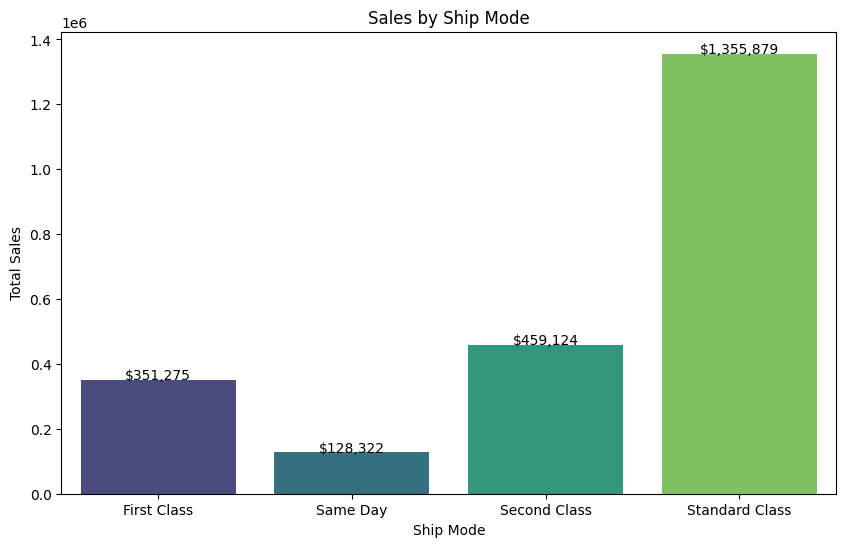 Sales by Ship Mode
1e6
1.4
1.2
1.0
0.8
0.6
0.4
0.2
0.0
Total Sales
$351,275
$128,322
$459,124
$1,355,879
First Class
Same Day
Second Class
Standard Class
Ship Mode